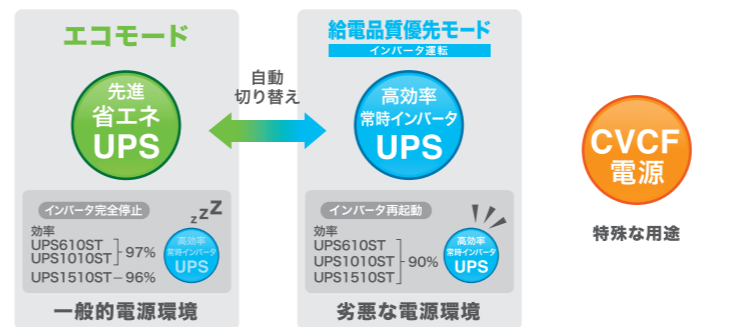 エコモード
先進
省エネ
UPS
インバータ完全停止
zzZ
効率
UPS610ST
UPS1010ST
97%
UPS1510ST
96%
高効率
常時インバータ
UPS
一般的電源環境
自動
切り替え
給電品質優先モード
インバータ運転
高効率
常時インバータ
UPS
インバータ再起動
効率
UPS610ST
UPS1010ST
UPS1510ST
90%
高効率
常時インバータ
UPS
劣悪な電源環境
CVCF
電源
特殊な用途